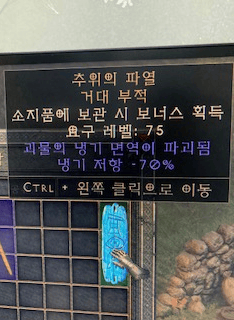 추위의 파열
거대 부적
소지품에 보관 시 보너스 획득
요구 레벨: 75
괴물의 냉기 면역이 파괴됨
냉기 저항 -70%
CTRL + 왼쪽 클릭으로 이동